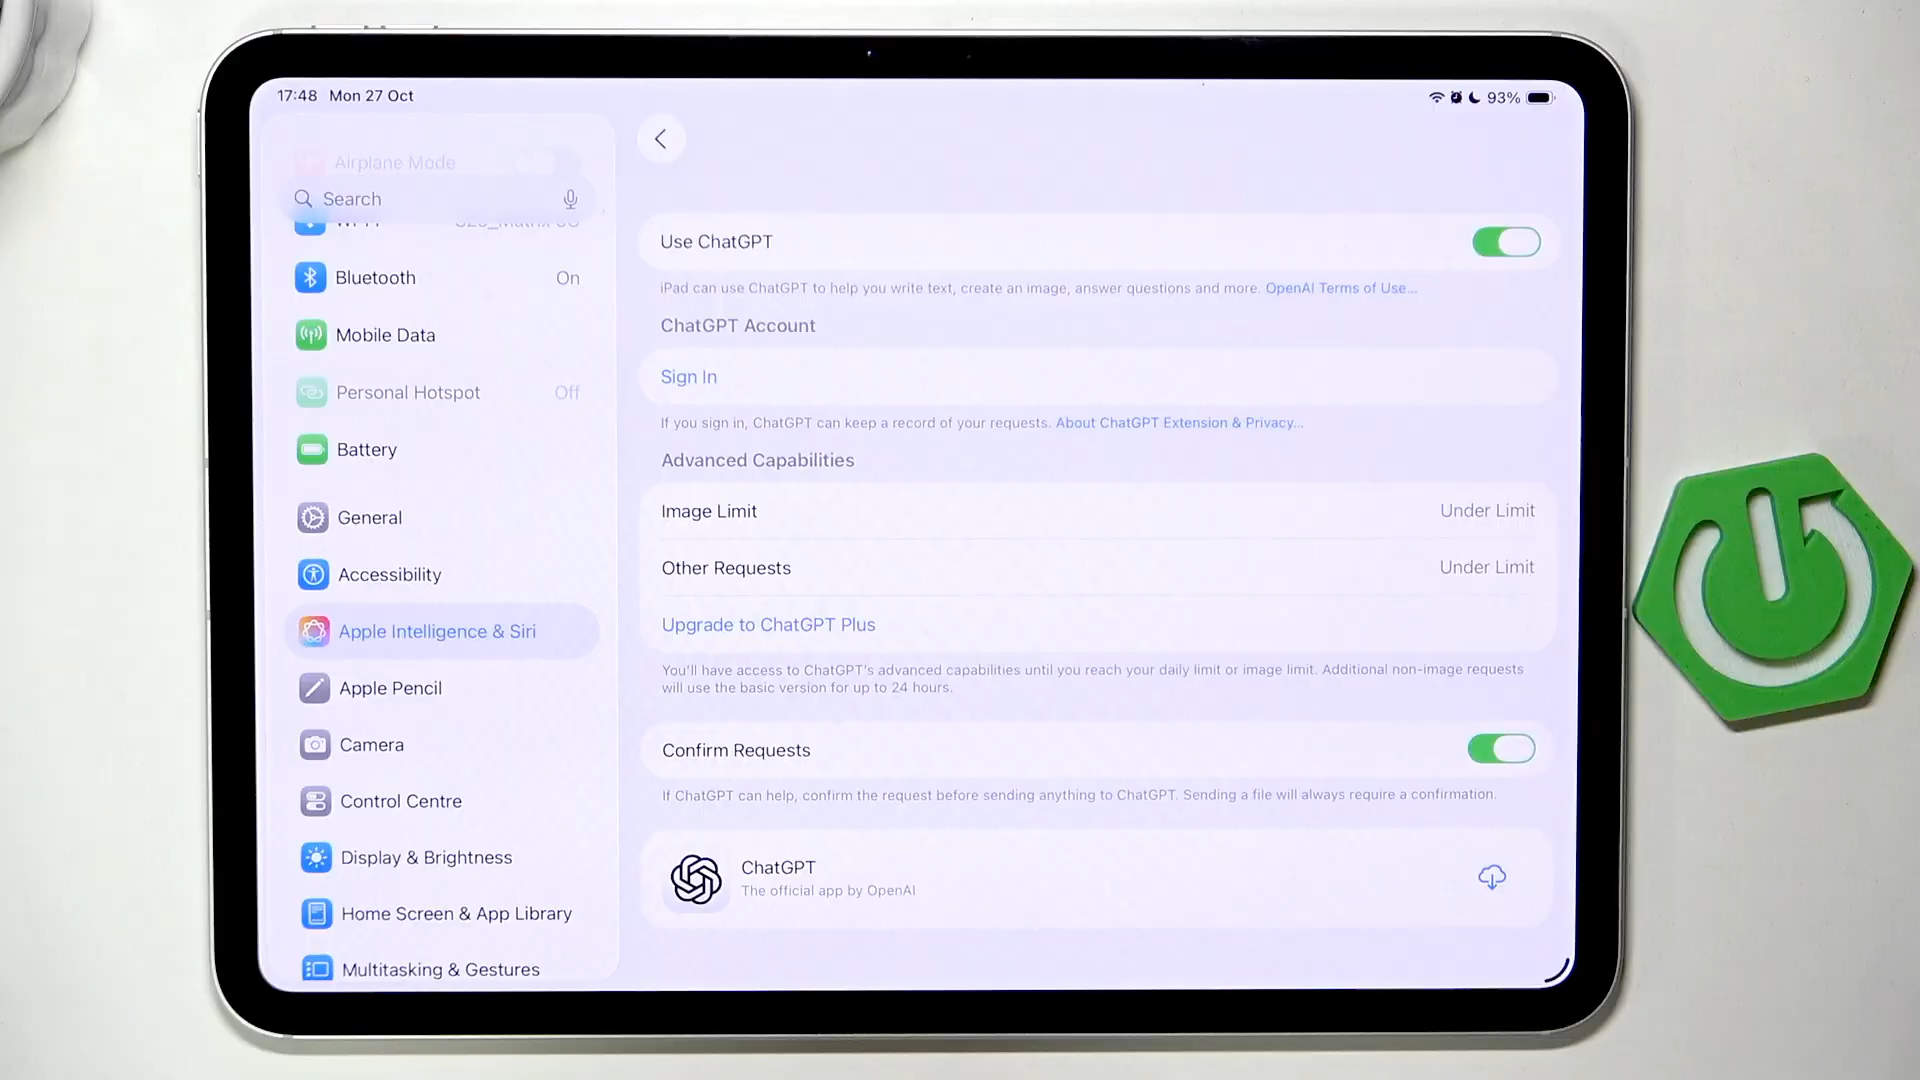 17:48 Mon 27 Oct
93%
Airplane Mode
Search
Bluetooth On
Mobile Data
Personal Hotspot Off
Battery
General
Accessibility
Apple Intelligence & Siri
Apple Pencil
Camera
Control Centre
Display & Brightness
Home Screen & App Library
Multitasking & Gestures
Use ChatGPT
iPad can use ChatGPT to help you write text, create an image, answer questions and more. OpenAI Terms of Use...
ChatGPT Account
Sign In
If you sign in, ChatGPT can keep a record of your requests. About ChatGPT Extension & Privacy...
Advanced Capabilities
Image Limit Under Limit
Other Requests Under Limit
Upgrade to ChatGPT Plus
You'll have access to ChatGPT's advanced capabilities until you reach your daily limit or image limit. Additional non-image requests
will use the basic version for up to 24 hours.
Confirm Requests
If ChatGPT can help, confirm the request before sending anything to ChatGPT. Sending a file will always require a confirmation.
ChatGPT
The official app by OpenAI